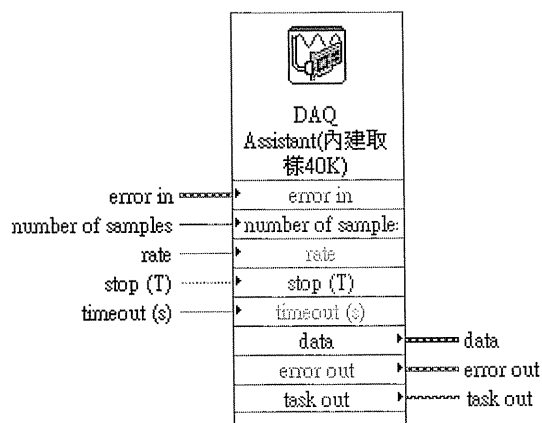 DAQ
Assistant(內建取
樣40K)
error in
error in
number of samples
number of sample:
rate
rate
stop (T)
stop (T)
timeout (s)
timeout (s)
data
data
error out
error out
task out
task out